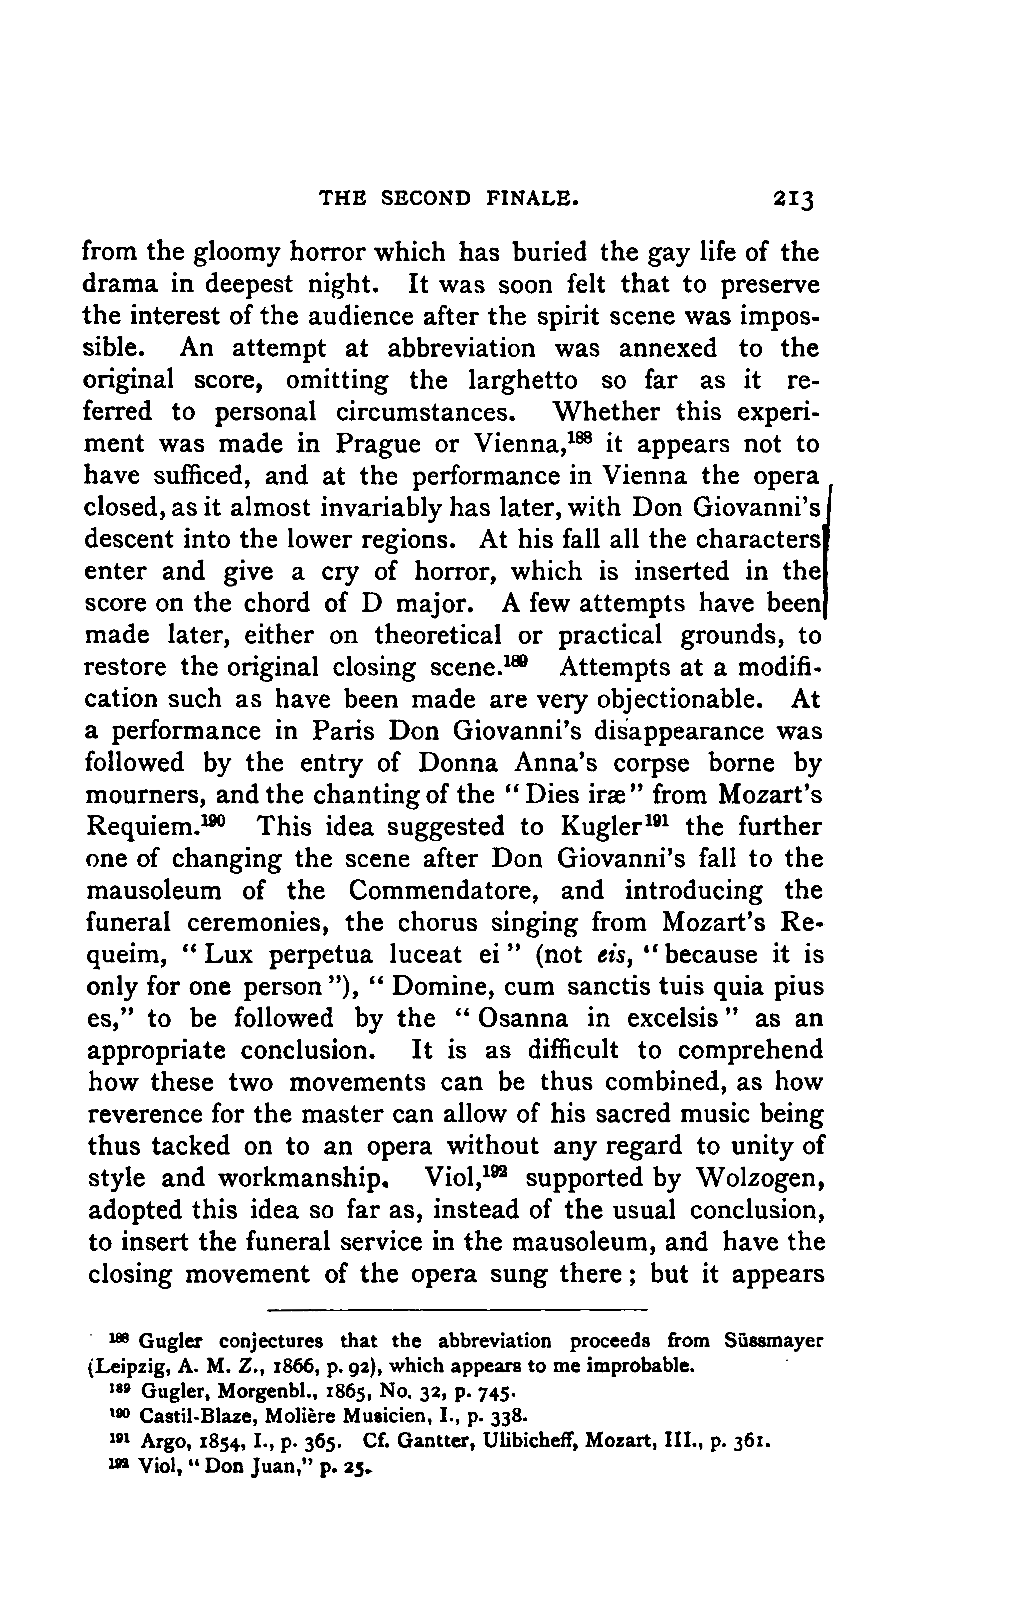 THE SECOND FINALE. 213
from the gloomy horror which has buried the gay life of the
drama in deepest night. It was soon felt that to preserve
the interest of the audience after the spirit scene was impos-
sible. An attempt at abbreviation was annexed to the
original score, omitting the larghetto so far as it re-
ferred to personal circumstances. Whether this experi-
ment was made in Prague or Vienna,¹⁸⁸ it appears not to
have sufficed, and at the performance in Vienna the opera
closed, as it almost invariably has later, with Don Giovanni's
descent into the lower regions. At his fall all the characters
enter and give a cry of horror, which is inserted in the
score on the chord of D major. A few attempts have been
made later, either on theoretical or practical grounds, to
restore the original closing scene.¹⁸⁹ Attempts at a modifi-
cation such as have been made are very objectionable. At
a performance in Paris Don Giovanni's disappearance was
followed by the entry of Donna Anna's corpse borne by
mourners, and the chanting of the "Dies iræ" from Mozart's
Requiem.¹⁹⁰ This idea suggested to Kugler¹⁹¹ the further
one of changing the scene after Don Giovanni's fall to the
mausoleum of the Commendatore, and introducing the
funeral ceremonies, the chorus singing from Mozart's Re-
queim, "Lux perpetua luceat ei" (not eis, "because it is
only for one person"), "Domine, cum sanctis tuis quia pius
es," to be followed by the "Osanna in excelsis" as an
appropriate conclusion. It is as difficult to comprehend
how these two movements can be thus combined, as how
reverence for the master can allow of his sacred music being
thus tacked on to an opera without any regard to unity of
style and workmanship. Viol,¹⁹² supported by Wolzogen,
adopted this idea so far as, instead of the usual conclusion,
to insert the funeral service in the mausoleum, and have the
closing movement of the opera sung there; but it appears
¹⁸⁸ Gugler conjectures that the abbreviation proceeds from Süssmayer
(Leipzig, A. M. Z., 1866, p. 92), which appears to me improbable.
¹⁸⁹ Gugler, Morgenbl., 1865, No. 32, p. 745.
¹⁹⁰ Castil-Blaze, Molière Musicien, I., p. 338.
¹⁹¹ Argo, 1854, I., p. 365. Cf. Gantter, Ulibicheff, Mozart, III., p. 361.
¹⁹² Viol, "Don Juan," p. 25.